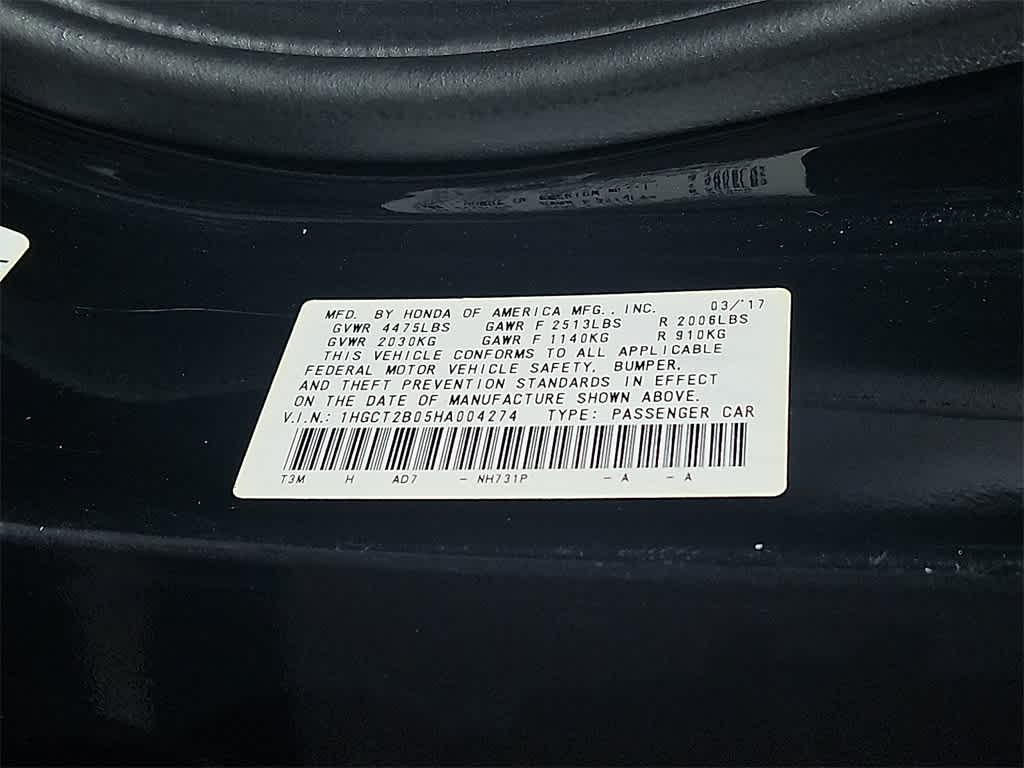 MFD. BY HONDA OF AMERICA MFG., INC. 03/'17
GVWR 4475LBS GAWR F 2513LBS R 2006LBS
GVWR 2030KG GAWR F 1140KG R 910KG
THIS VEHICLE CONFORMS TO ALL APPLICABLE
FEDERAL MOTOR VEHICLE SAFETY, BUMPER,
AND THEFT PREVENTION STANDARDS IN EFFECT
ON THE DATE OF MANUFACTURE SHOWN ABOVE.
V.I.N.: 1HGCT2B05HA004274 TYPE: PASSENGER CAR
T3M H AD7 - NH731P - A - A